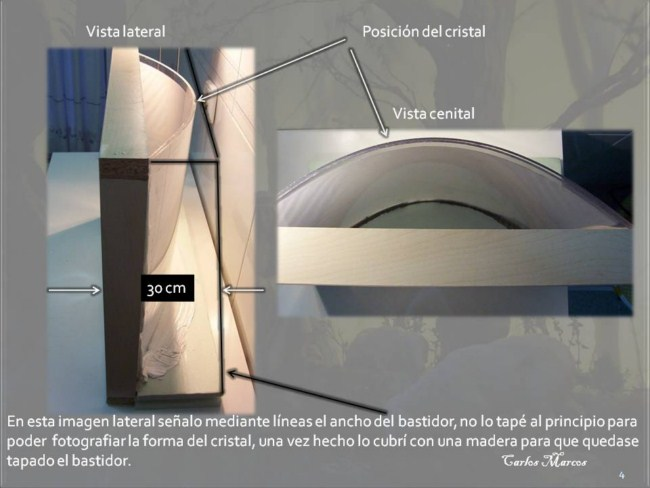 Vista lateral
Posición del cristal
Vista cenital
30 cm
En esta imagen lateral señalo mediante líneas el ancho del bastidor, no lo tapé al principio para
poder fotografiar la forma del cristal, una vez hecho lo cubrí con una madera para que quedase
tapado el bastidor.
Carlos Marcos
4